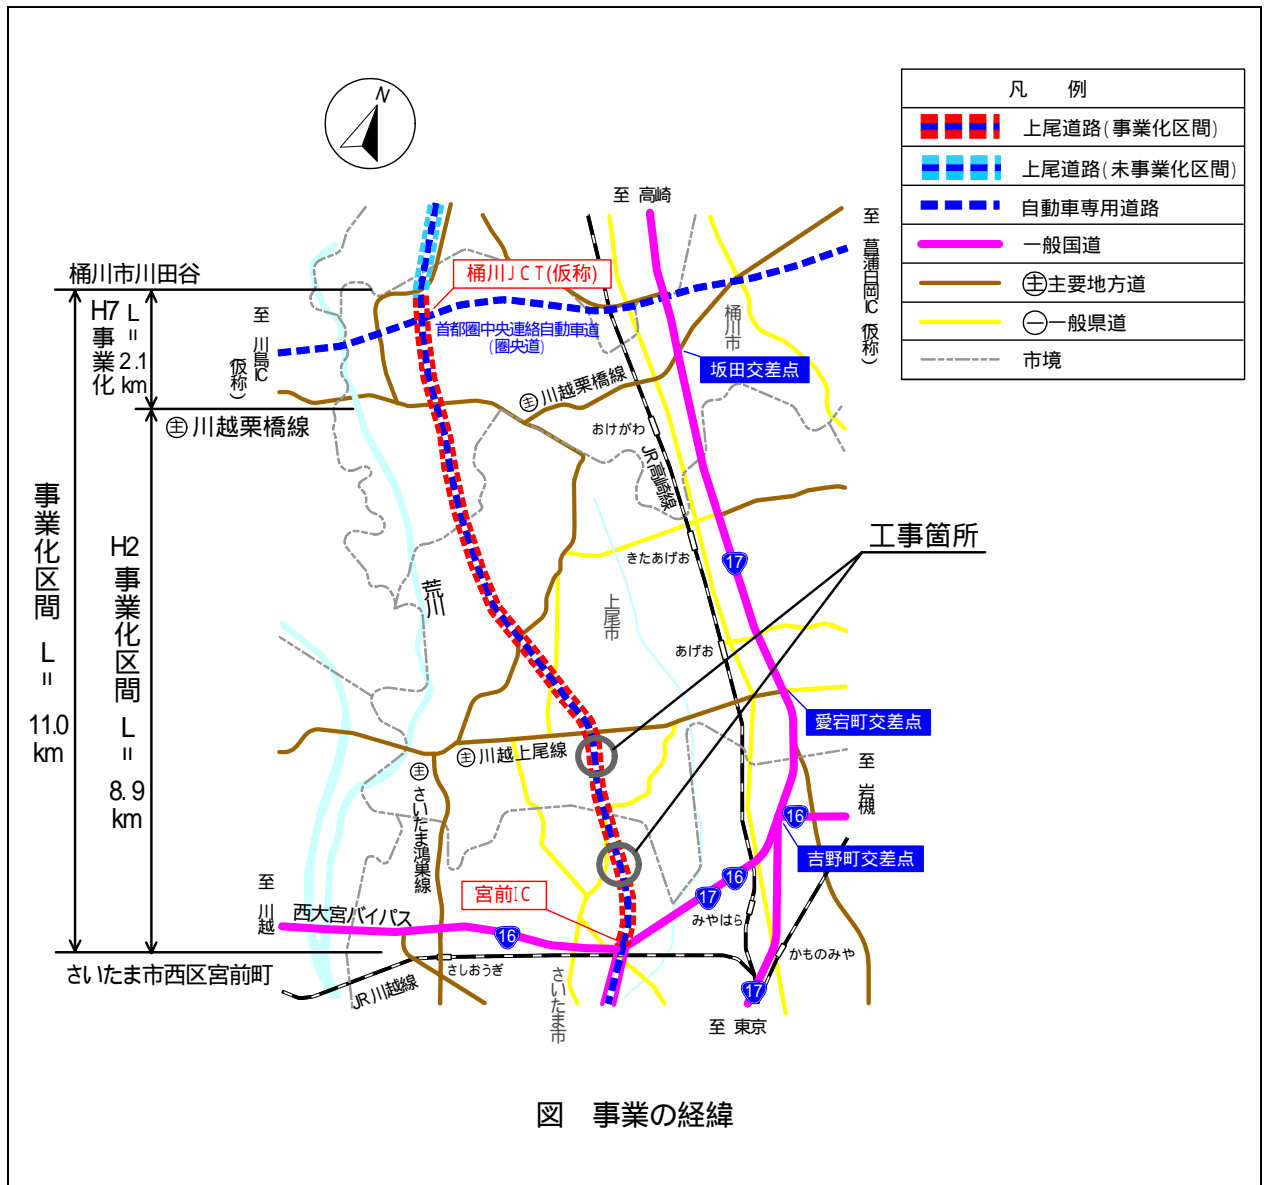 N
凡　例
上尾道路(事業化区間)
上尾道路(未事業化区間)
自動車専用道路
一般国道
㊤主要地方道
㊀一般県道
市境
至 高崎
至 菖蒲白岡IC(仮称)
桶川市川田谷
桶川JCT(仮称)
H7事業化
L=2.1km
至 川島IC(仮称)
首都圏中央連絡自動車道
(圏央道)
桶川市
坂田交差点
主川越栗橋線
主川越栗橋線
おけがわ
JR高崎線
工事箇所
きたあげお
17
事業化区間 L=11.0km
H2事業化区間 L=8.9km
荒川
上尾市
あげお
愛宕町交差点
主川越上尾線
主さいたま鴻巣線
至 岩槻
16
吉野町交差点
16
17
宮前IC
至 川越
西大宮バイパス
16
みやはら
かものみや
さいたま市西区宮前町
さしおうぎ
JR川越線
さいたま市
17
至 東京
図　事業の経緯